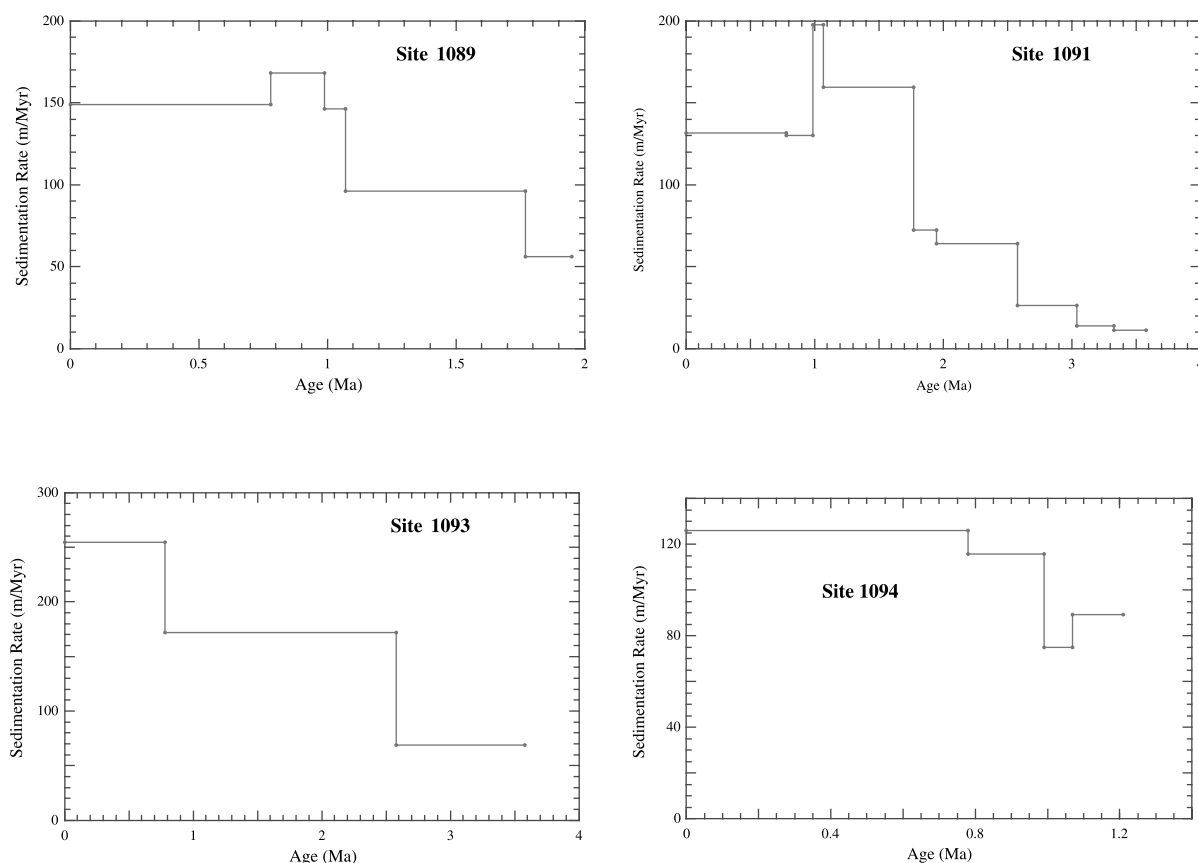 Site 1089
Sedimentation Rate (m/Myr)
200
150
100
50
0
0 0.5 1 1.5 2
Age (Ma)
Site 1091
Sedimentation Rate (m/Myr)
200
100
0
0 1 2 3
Age (Ma)
Site 1093
Sedimentation Rate (m/Myr)
300
200
100
0
0 1 2 3 4
Age (Ma)
Site 1094
Sedimentation Rate (m/Myr)
120
80
40
0
0 0.4 0.8 1.2
Age (Ma)